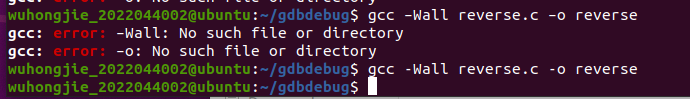 wuhongjie_2022044002@ubuntu:~/gdbdebug$ gcc –Wall reverse.c –o reverse
gcc: error: –Wall: No such file or directory
gcc: error: –o: No such file or directory
wuhongjie_2022044002@ubuntu:~/gdbdebug$ gcc -Wall reverse.c -o reverse
wuhongjie_2022044002@ubuntu:~/gdbdebug$